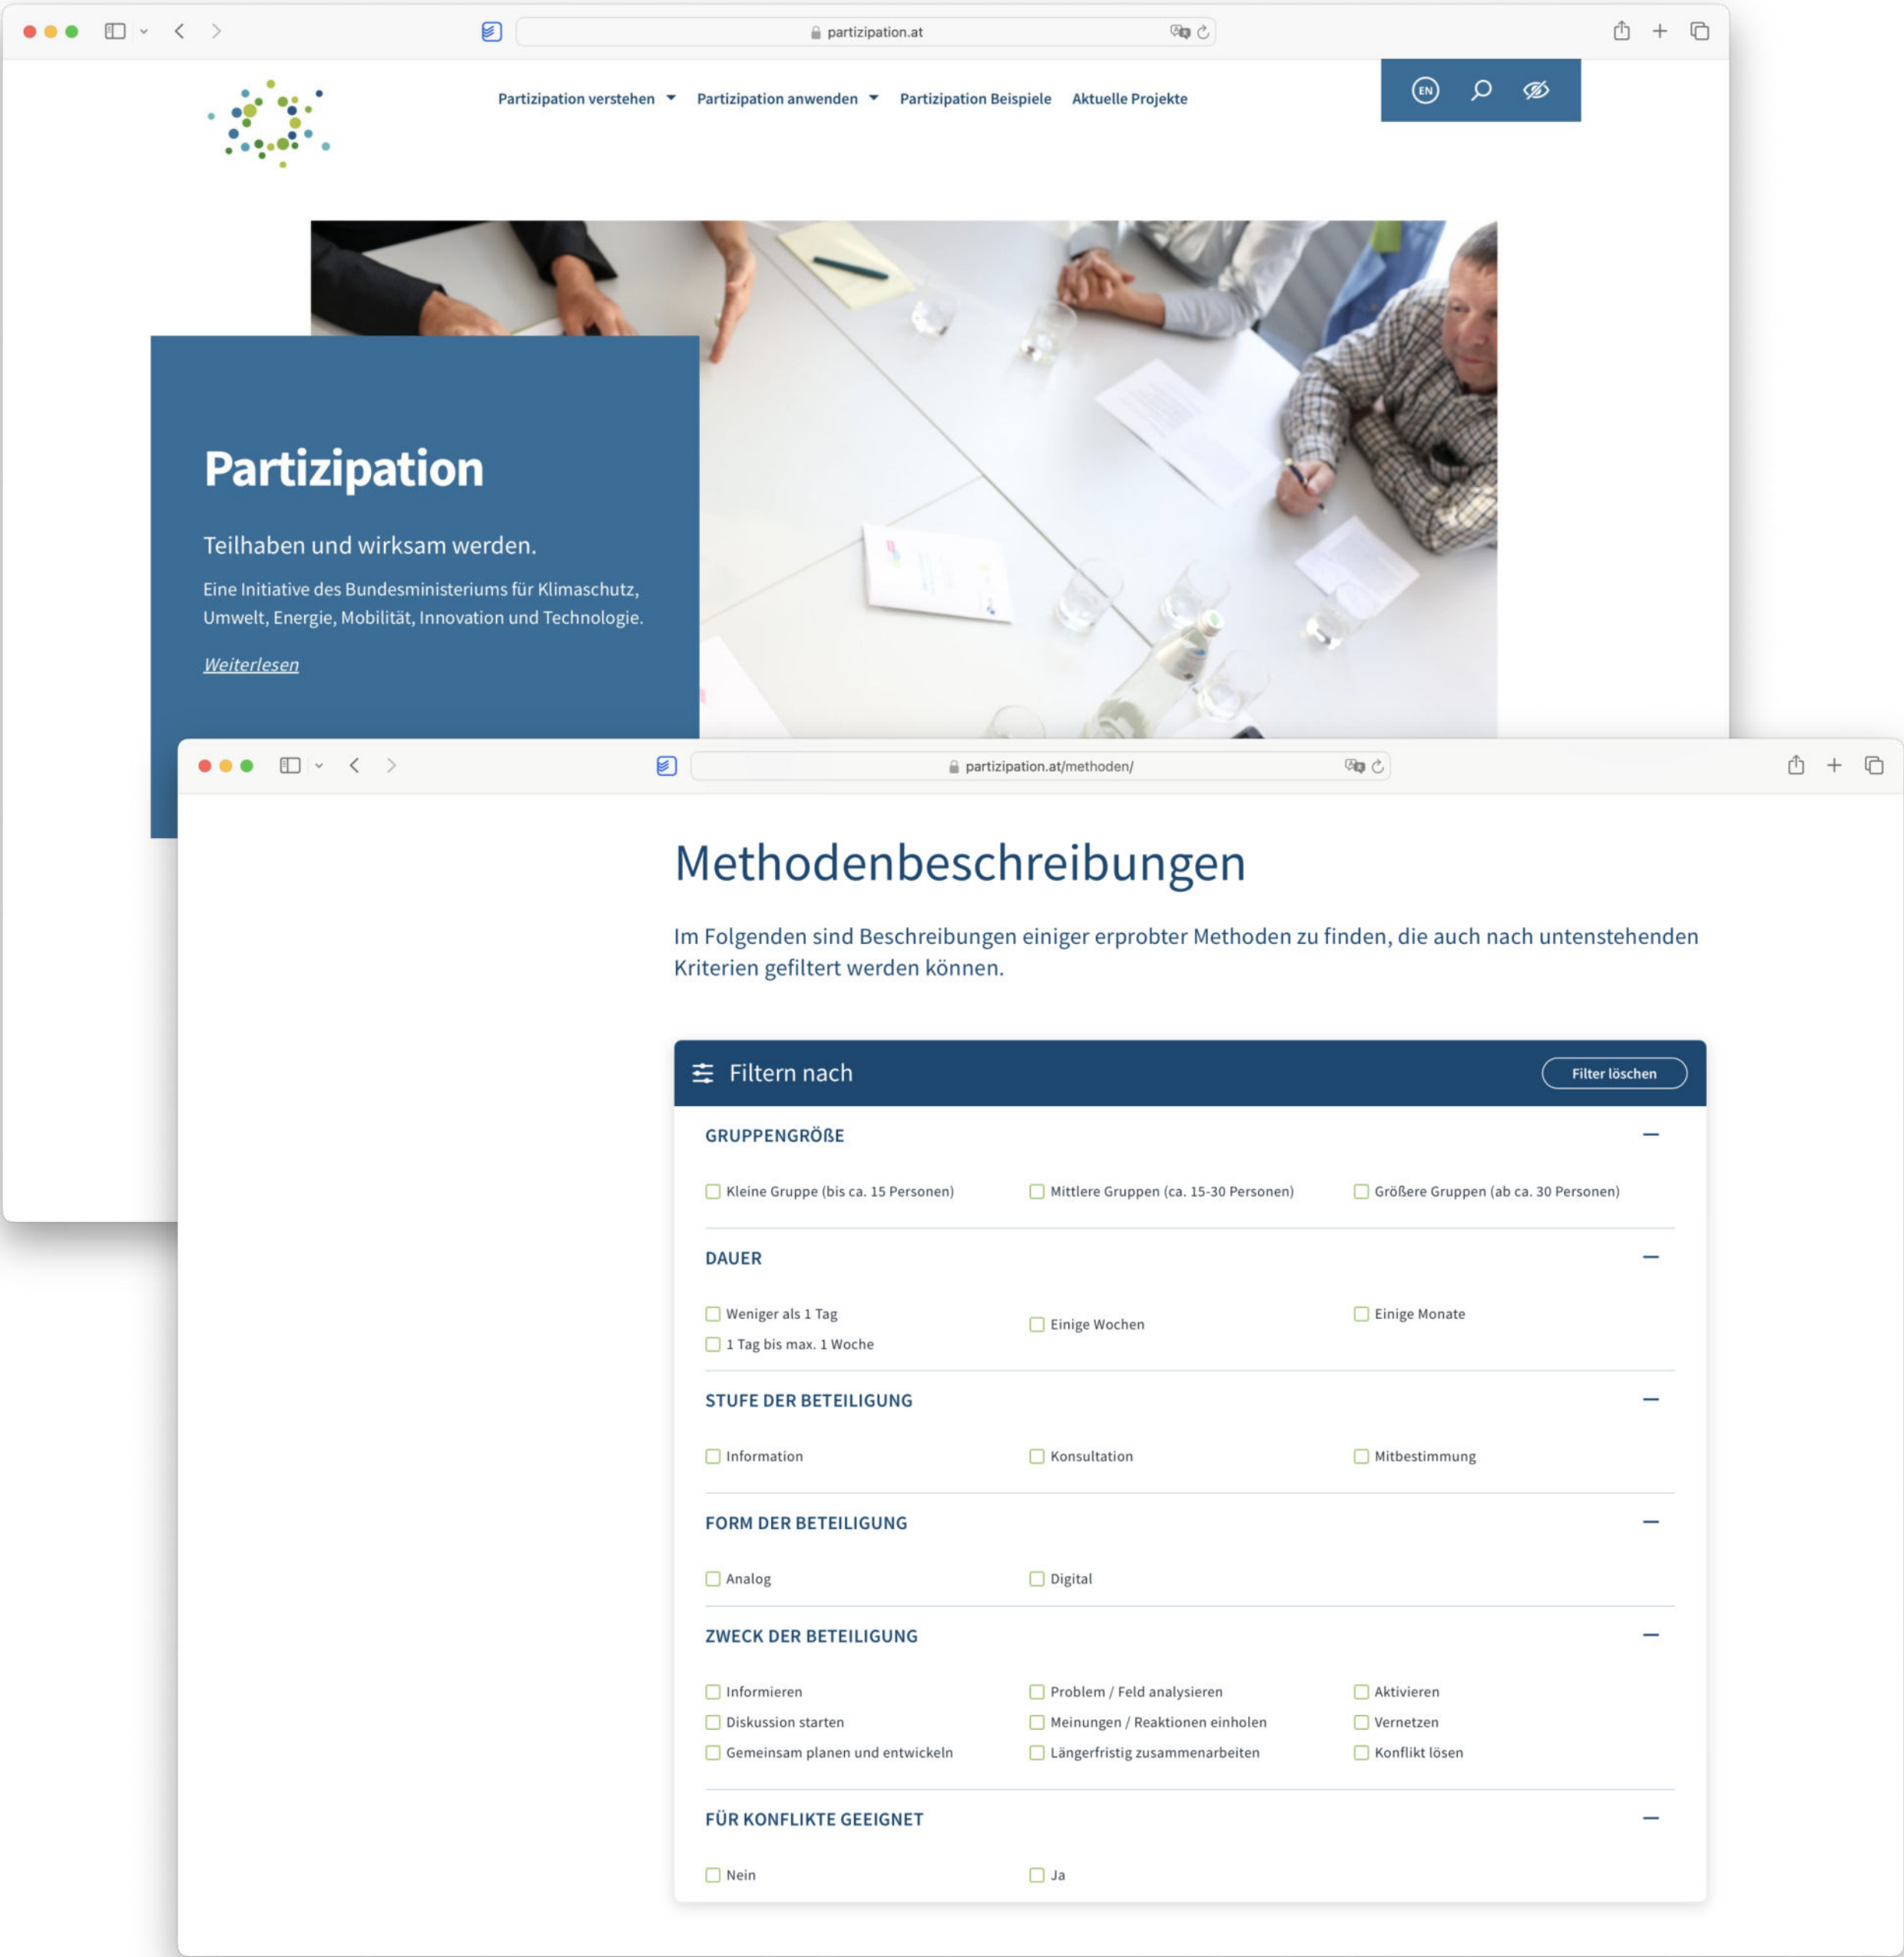 partizipation.at
Partizipation verstehen
Partizipation anwenden
Partizipation Beispiele
Aktuelle Projekte
EN
Partizipation
Teilhaben und wirksam werden.
Eine Initiative des Bundesministeriums für Klimaschutz,
Umwelt, Energie, Mobilität, Innovation und Technologie.
Weiterlesen
partizipation.at/methoden/
Methodenbeschreibungen
Im Folgenden sind Beschreibungen einiger erprobter Methoden zu finden, die auch nach untenstehenden
Kriterien gefiltert werden können.
Filtern nach
Filter löschen
GRUPPENGRÖßE
Kleine Gruppe (bis ca. 15 Personen)
Mittlere Gruppen (ca. 15-30 Personen)
Größere Gruppen (ab ca. 30 Personen)
DAUER
Weniger als 1 Tag
1 Tag bis max. 1 Woche
Einige Wochen
Einige Monate
STUFE DER BETEILIGUNG
Information
Konsultation
Mitbestimmung
FORM DER BETEILIGUNG
Analog
Digital
ZWECK DER BETEILIGUNG
Informieren
Problem / Feld analysieren
Aktivieren
Diskussion starten
Meinungen / Reaktionen einholen
Vernetzen
Gemeinsam planen und entwickeln
Längerfristig zusammenarbeiten
Konflikt lösen
FÜR KONFLIKTE GEEIGNET
Nein
Ja